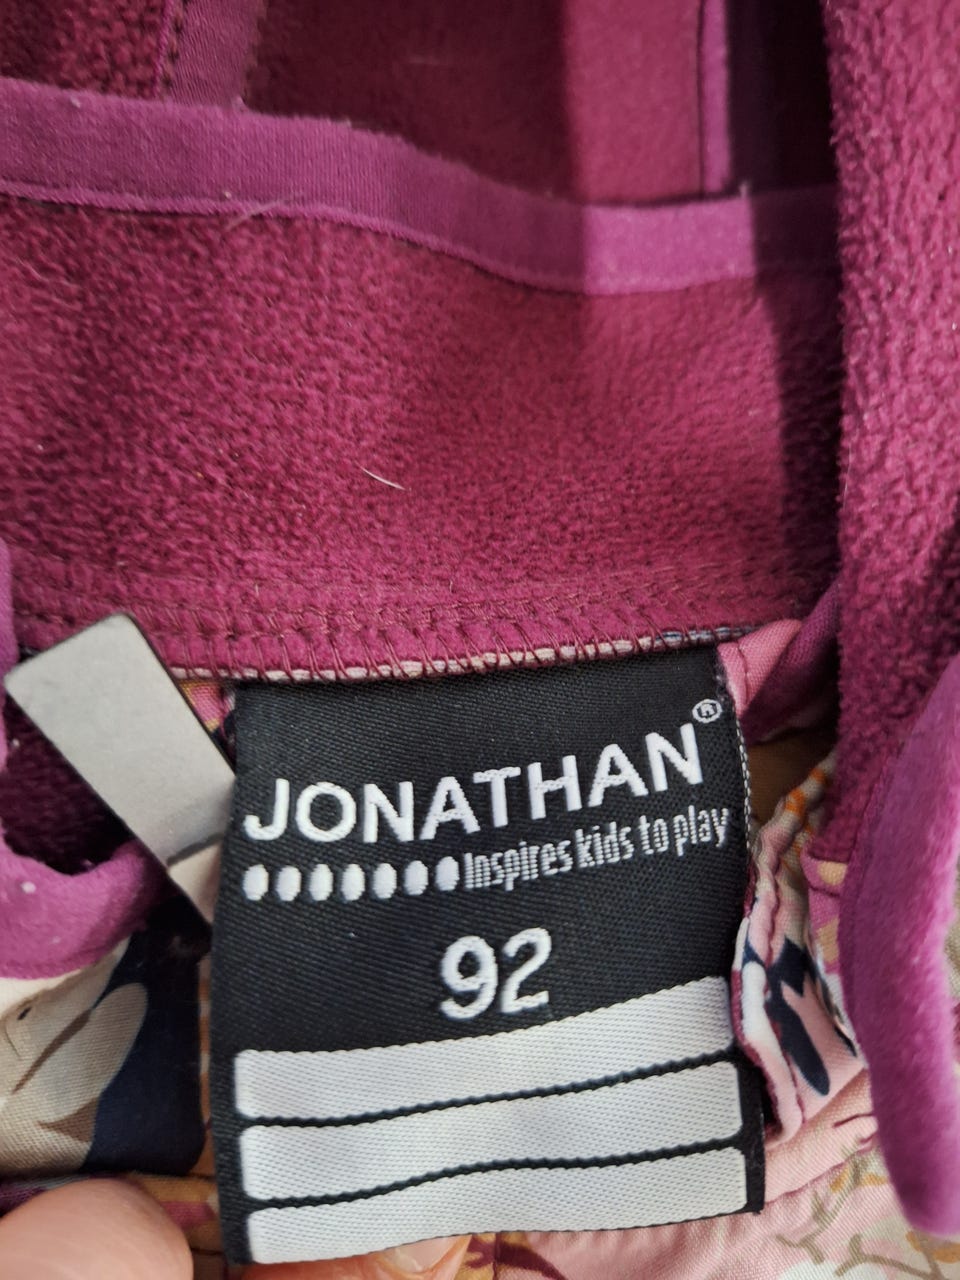 JONATHAN®
Inspires kids to play
92